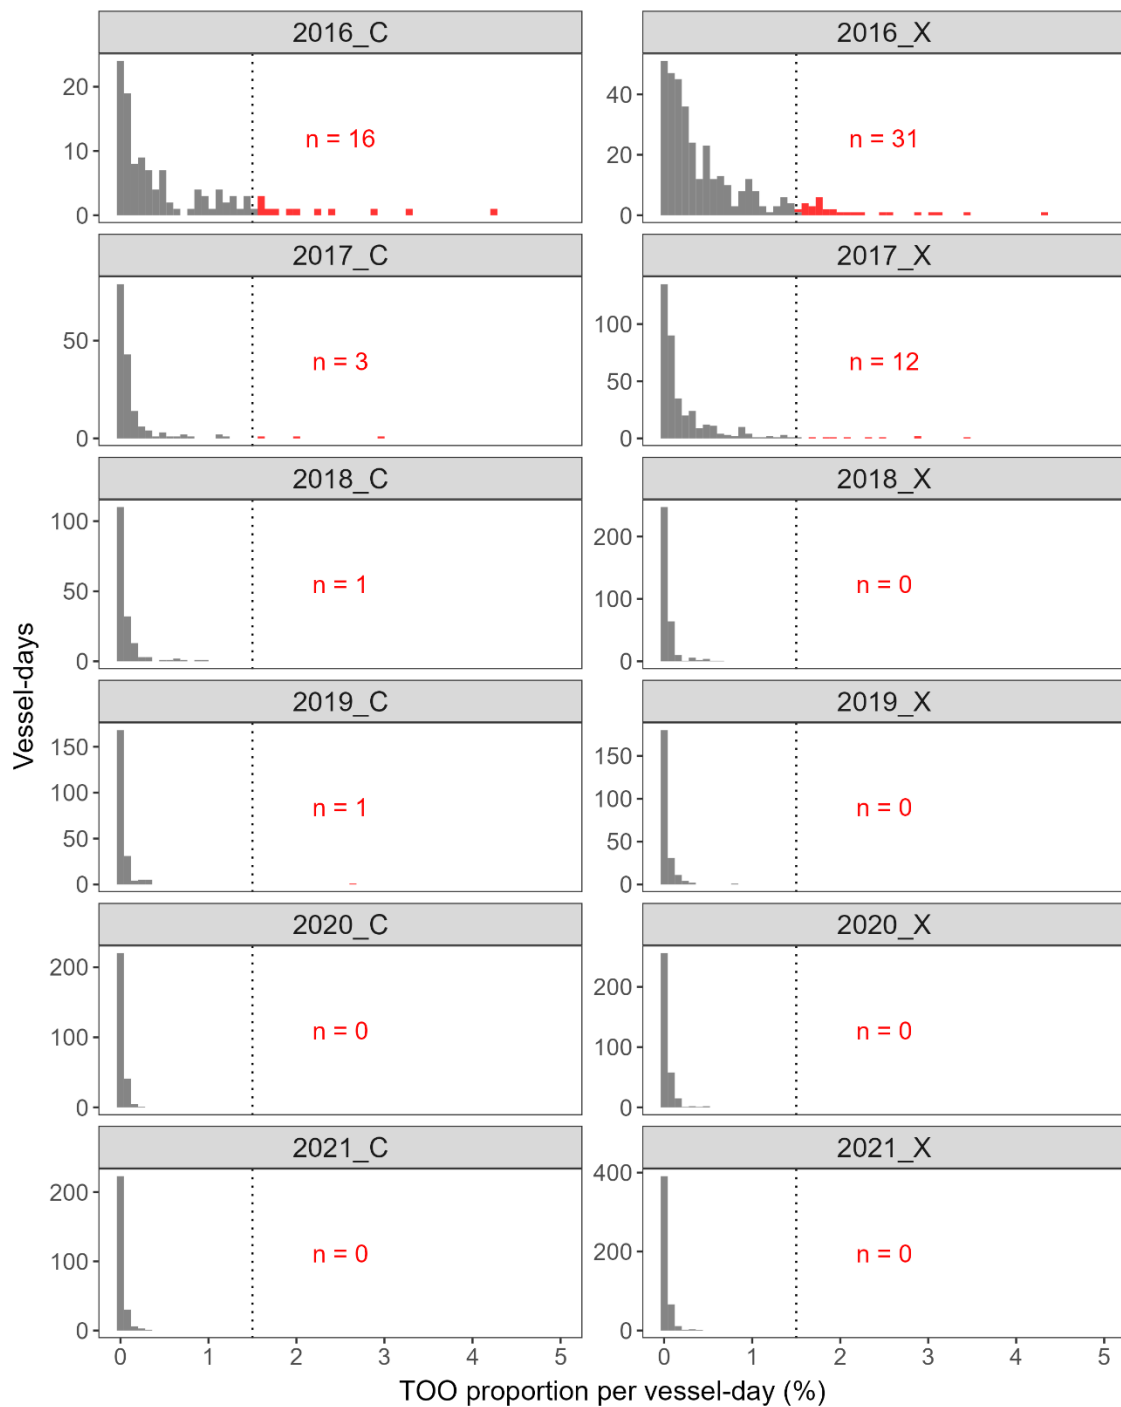 2016_C
2016_X
20
10
0
n = 16
40
20
0
n = 31
2017_C
2017_X
50
0
n = 3
100
50
0
n = 12
2018_C
2018_X
100
50
0
n = 1
200
100
0
n = 0
2019_C
2019_X
150
100
50
0
n = 1
150
100
50
0
n = 0
2020_C
2020_X
200
100
0
n = 0
200
100
0
n = 0
2021_C
2021_X
200
100
0
n = 0
400
200
0
n = 0
0 1 2 3 4 5
0 1 2 3 4 5
TOO proportion per vessel-day (%)
Vessel-days